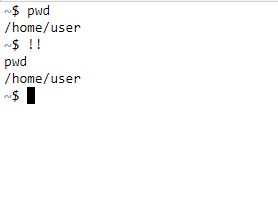 ~$ pwd
/home/user
~$ !!
pwd
/home/user
~$